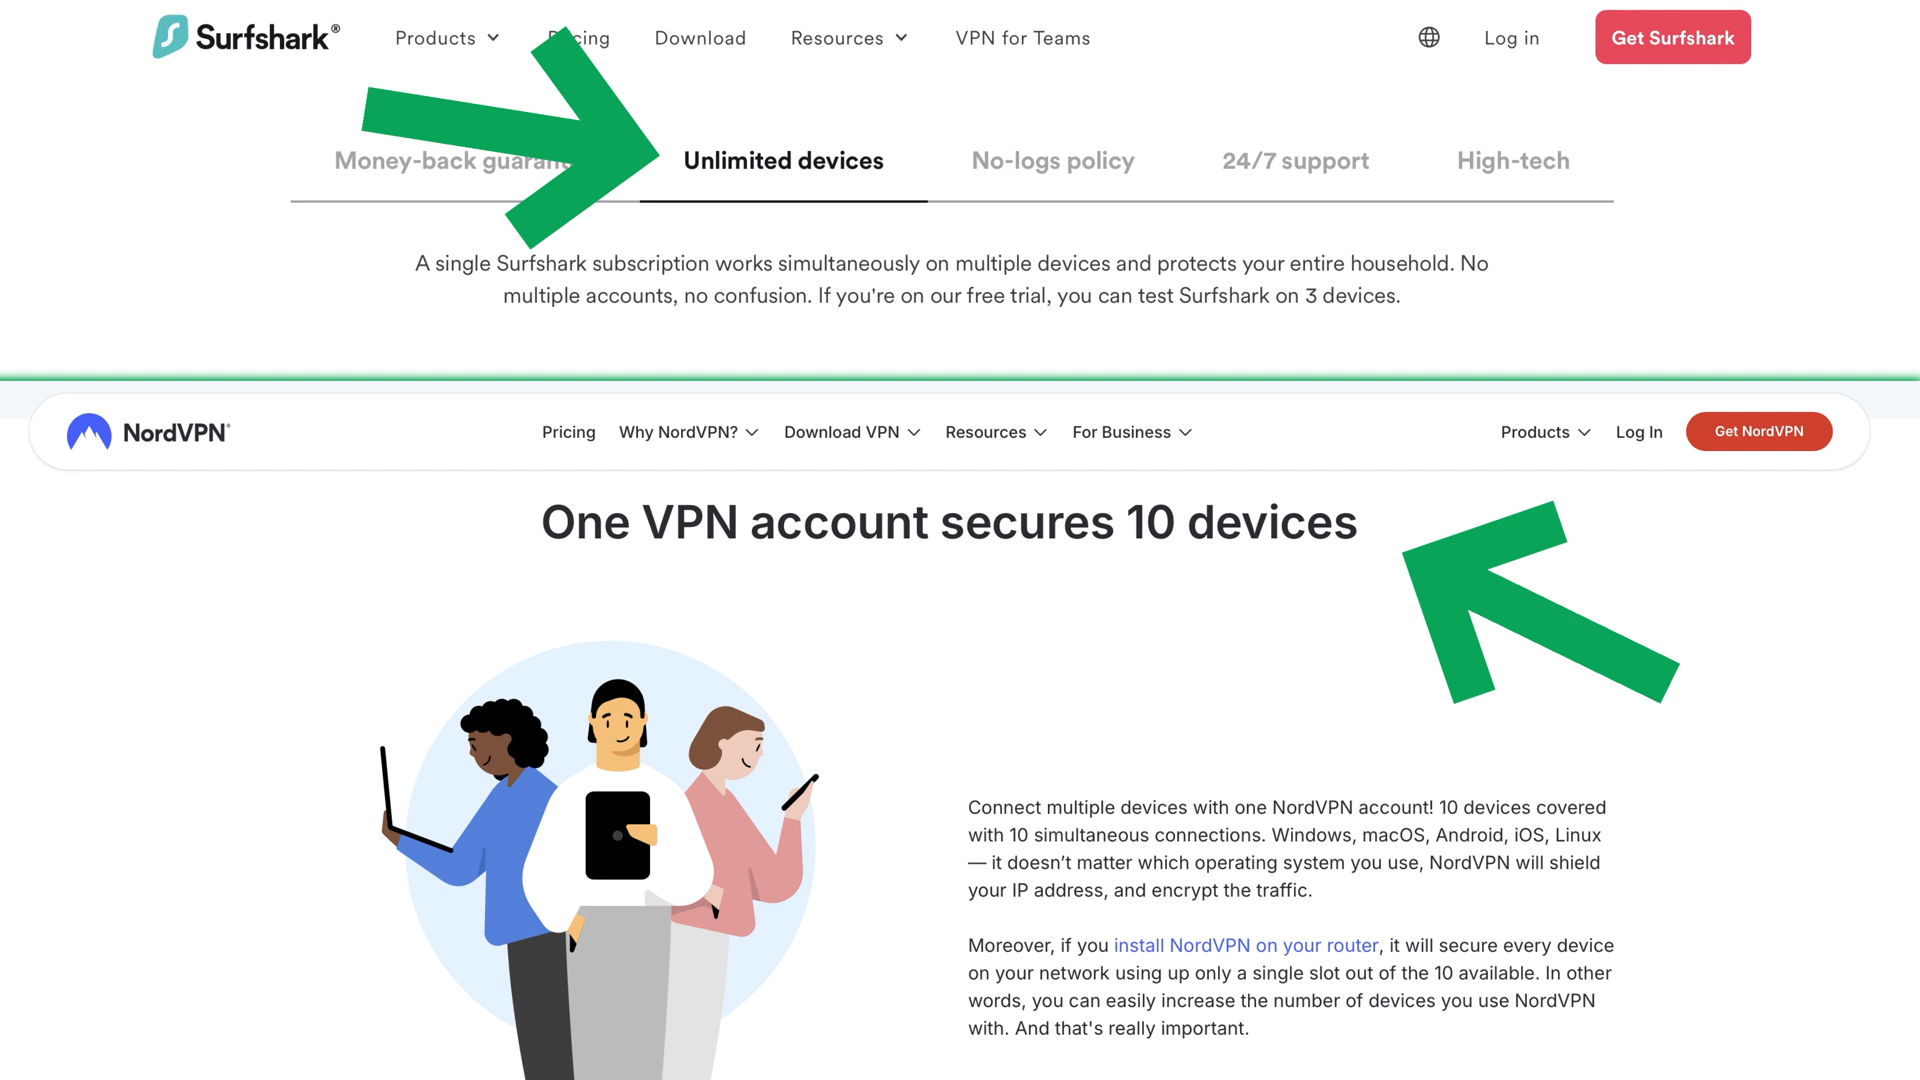 Surfshark®
Products
Download
Resources
VPN for Teams
Log in
Get Surfshark
Money-back
Unlimited devices
No-logs policy
24/7 support
High-tech
A single Surfshark subscription works simultaneously on multiple devices and protects your entire household. No
multiple accounts, no confusion. If you're on our free trial, you can test Surfshark on 3 devices.
NordVPN®
Pricing
Why NordVPN?
Download VPN
Resources
For Business
Products
Log In
Get NordVPN
One VPN account secures 10 devices
Connect multiple devices with one NordVPN account! 10 devices covered
with 10 simultaneous connections. Windows, macOS, Android, iOS, Linux
— it doesn’t matter which operating system you use, NordVPN will shield
your IP address, and encrypt the traffic.
Moreover, if you install NordVPN on your router, it will secure every device
on your network using up only a single slot out of the 10 available. In other
words, you can easily increase the number of devices you use NordVPN
with. And that's really important.